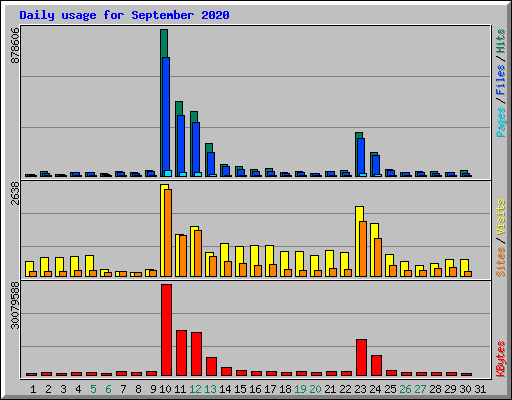 Daily usage for September 2020
878606
Pages / Files / Hits
2638
Sites / Visits
30079588
KBytes
1 2 3 4 5 6 7 8 9 10 11 12 13 14 15 16 17 18 19 20 21 22 23 24 25 26 27 28 29 30 31